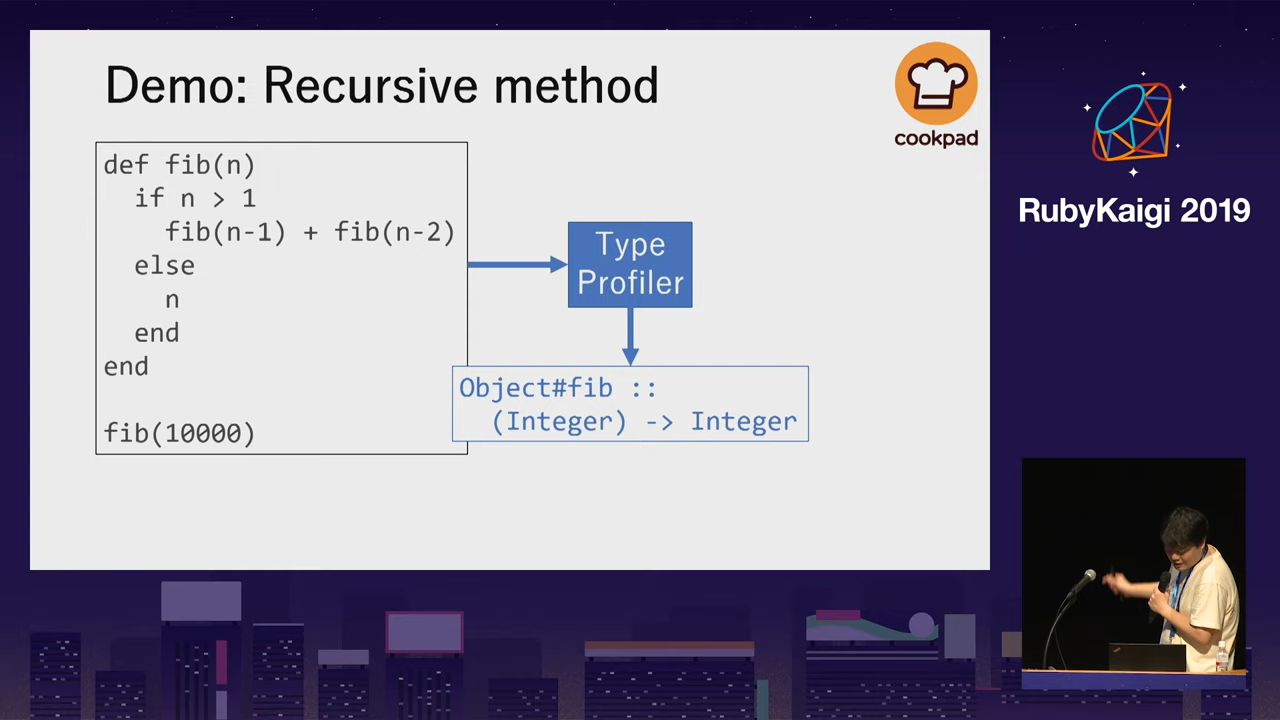 Demo: Recursive method
cookpad
def fib(n)
  if n > 1
    fib(n-1) + fib(n-2)
  else
    n
  end
end
fib(10000)
Type
Profiler
Object#fib ::
  (Integer) -> Integer
RubyKaigi 2019